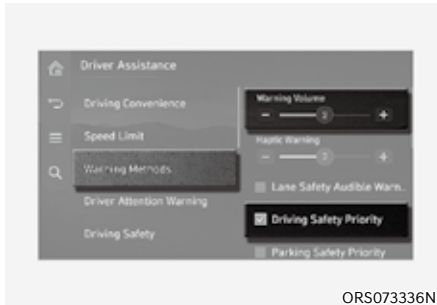 Driver Assistance
Driving Convenience
Speed Limit
Warning Methods
Driver Attention Warning
Driving Safety
Warning Volume
- 3 +
Haptic Warning
- +
Lane Safety Audible Warn..
Driving Safety Priority
Parking Safety Priority
ORS073336N